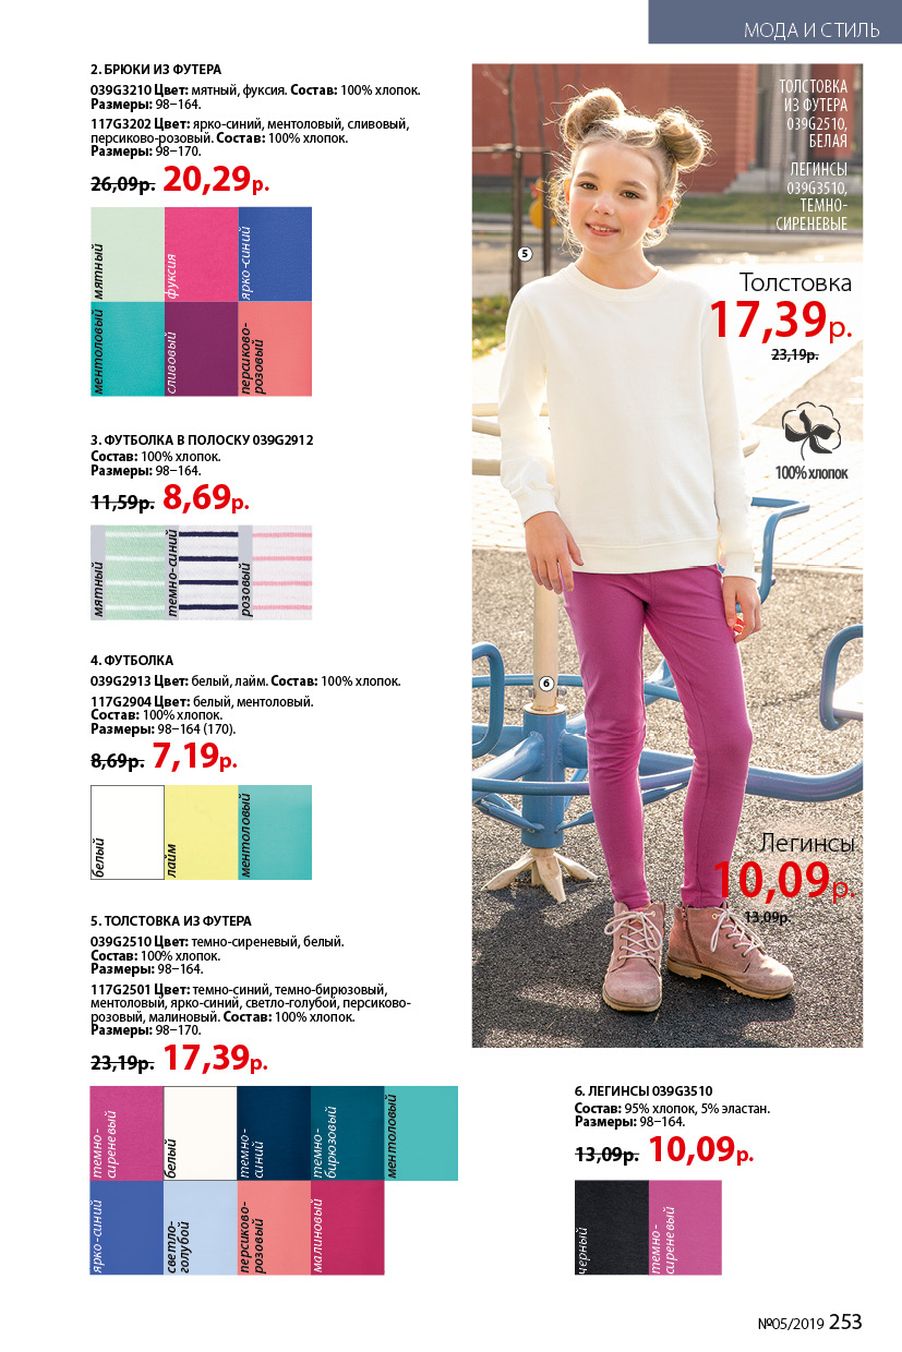 МОДА И СТИЛЬ
2. БРЮКИ ИЗ ФУТЕРА
039G3210 Цвет: мятный, фуксия. Состав: 100% хлопок.
Размеры: 98–164.
117G3202 Цвет: ярко-синий, ментоловый, сливовый,
персиково-розовый. Состав: 100% хлопок.
Размеры: 98–170.
26,09р. 20,29р.
мятный
фуксия
ярко-синий
ментоловый
сливовый
персиково-
розовый
3. ФУТБОЛКА В ПОЛОСКУ 039G2912
Состав: 100% хлопок.
Размеры: 98–164.
11,59р. 8,69р.
мятный
темно-синий
розовый
4. ФУТБОЛКА
039G2913 Цвет: белый, лайм. Состав: 100% хлопок.
117G2904 Цвет: белый, ментоловый.
Состав: 100% хлопок.
Размеры: 98–164 (170).
8,69р. 7,19р.
белый
лайм
ментоловый
5. ТОЛСТОВКА ИЗ ФУТЕРА
039G2510 Цвет: темно-сиреневый, белый.
Состав: 100% хлопок.
Размеры: 98–164.
117G2501 Цвет: темно-синий, темно-бирюзовый,
ментоловый, ярко-синий, светло-голубой, персиково-
розовый, малиновый. Состав: 100% хлопок.
Размеры: 98–170.
23,19р. 17,39р.
темно-
сиреневый
белый
темно-
синий
темно-
бирюзовый
ментоловый
ярко-синий
светло-
голубой
персиково-
розовый
малиновый
ТОЛСТОВКА
ИЗ ФУТЕРА
039G2510,
БЕЛАЯ
ЛЕГИНСЫ
039G3510,
ТЕМНО-
СИРЕНЕВЫЕ
5
Толстовка
17,39р.
23,19р.
100% хлопок
6
Легинсы
10,09р.
13,09р.
6. ЛЕГИНСЫ 039G3510
Состав: 95% хлопок, 5% эластан.
Размеры: 98–164.
13,09р. 10,09р.
черный
темно-
сиреневый
№05/2019 253